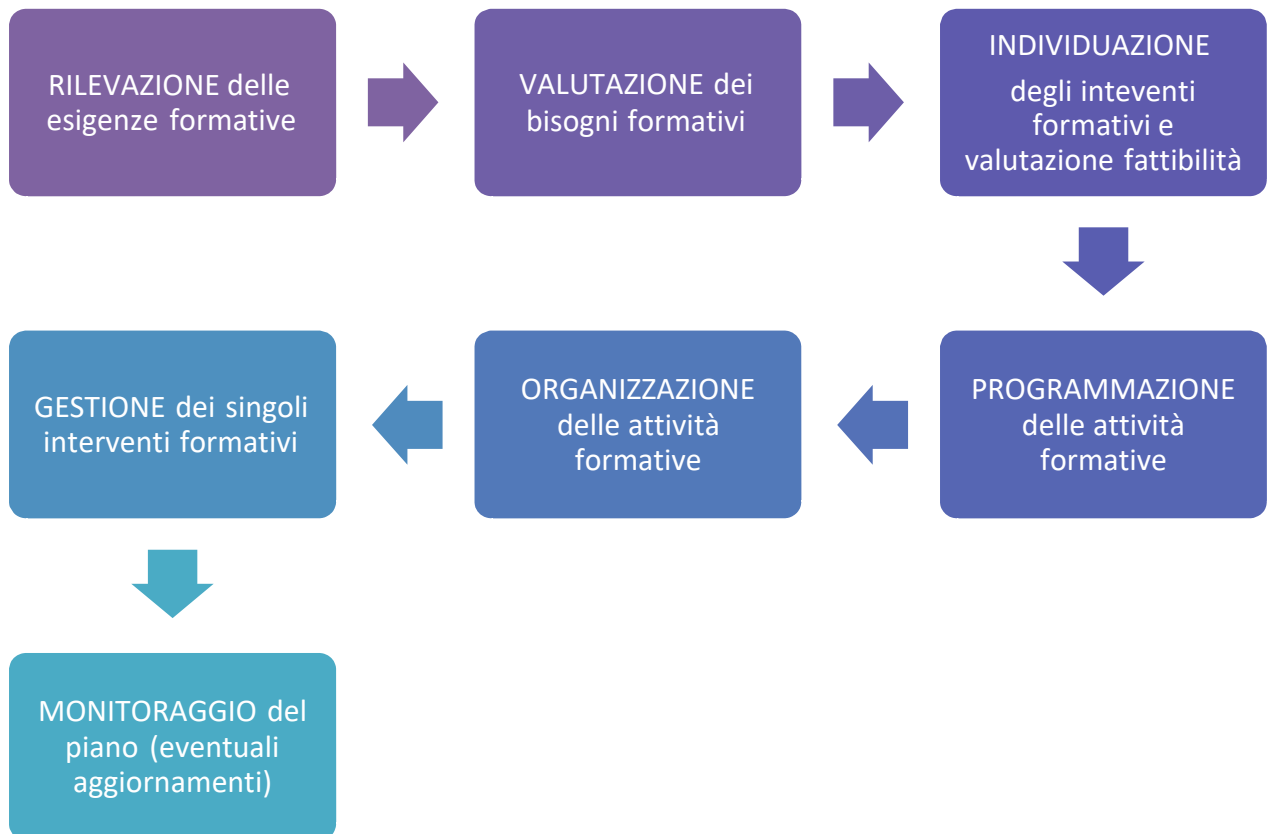 RILEVAZIONE delle
esigenze formative
VALUTAZIONE dei
bisogni formativi
INDIVIDUAZIONE
degli inteventi
formativi e
valutazione fattibilità
PROGRAMMAZIONE
delle attività
formative
ORGANIZZAZIONE
delle attività
formative
GESTIONE dei singoli
interventi formativi
MONITORAGGIO del
piano (eventuali
aggiornamenti)